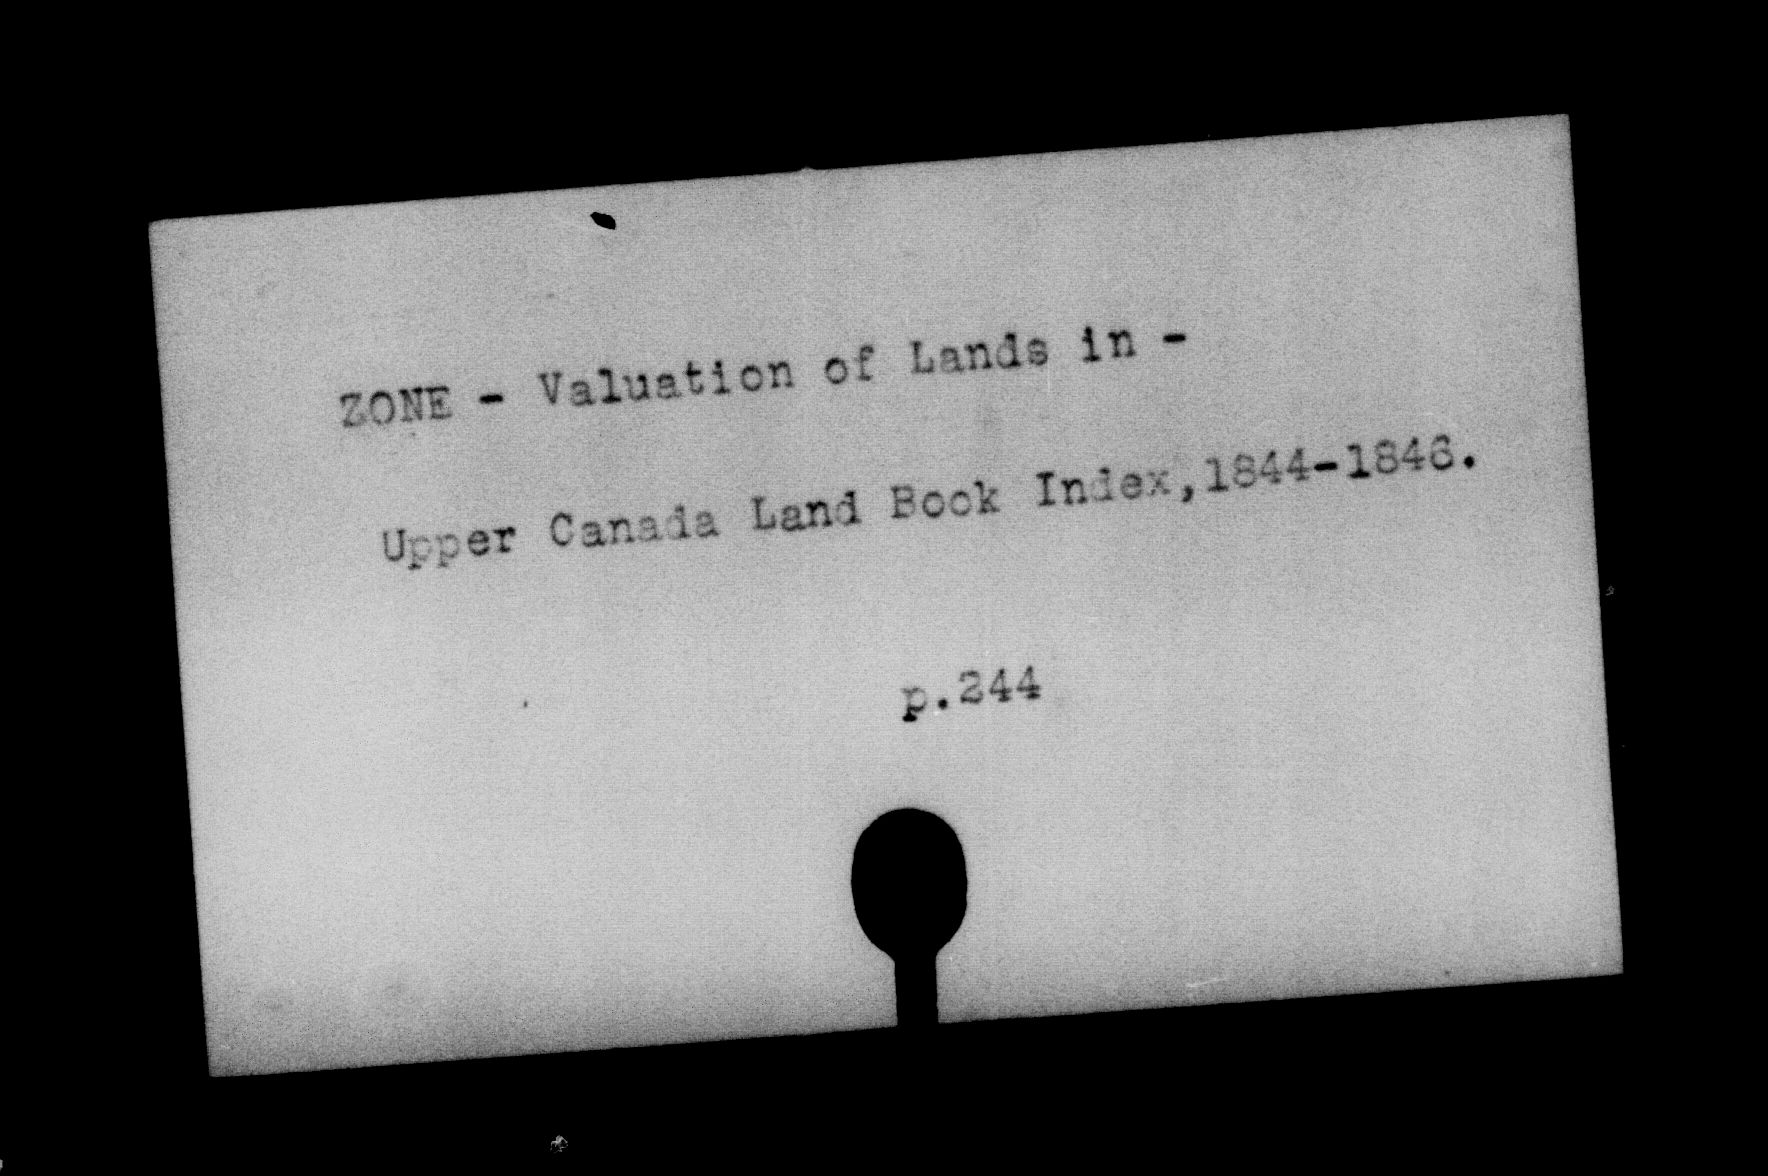 ZONE - Valuation of Lands in -
Upper Canada Land Book Index,1844-1846.
p.244